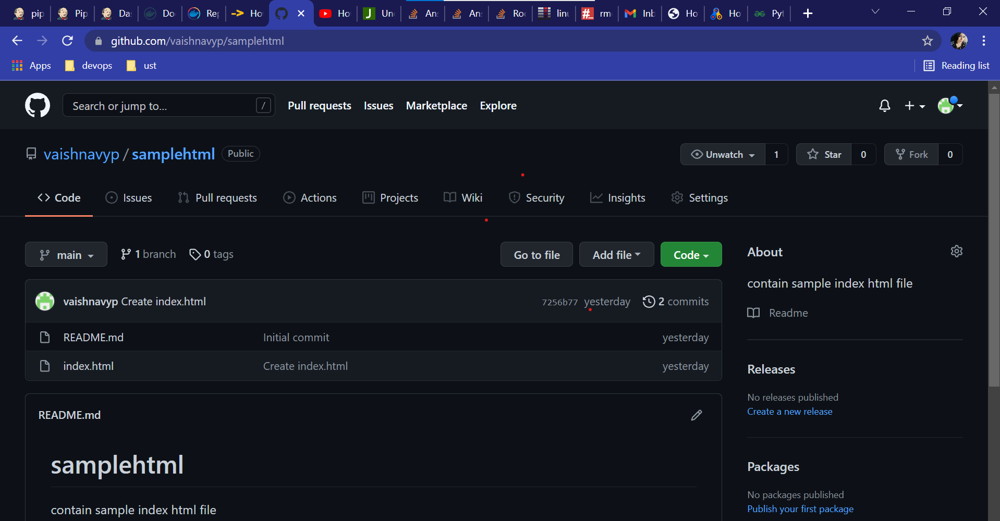 pip Pip Da Do Rep Ho Ho Un An An Ro linu rm Inb Ho Ho Pyt
github.com/vaishnavyp/samplehtml
Apps devops ust Reading list
Search or jump to... / Pull requests Issues Marketplace Explore
vaishnavyp / samplehtml Public Unwatch 1 Star 0 Fork 0
Code Issues Pull requests Actions Projects Wiki Security Insights Settings
main 1 branch 0 tags Go to file Add file Code
vaishnavyp Create index.html 7256b77 yesterday 2 commits
README.md Initial commit yesterday
index.html Create index.html yesterday
README.md
samplehtml
contain sample index html file
About
contain sample index html file
Readme
Releases
No releases published
Create a new release
Packages
No packages published
Publish your first package